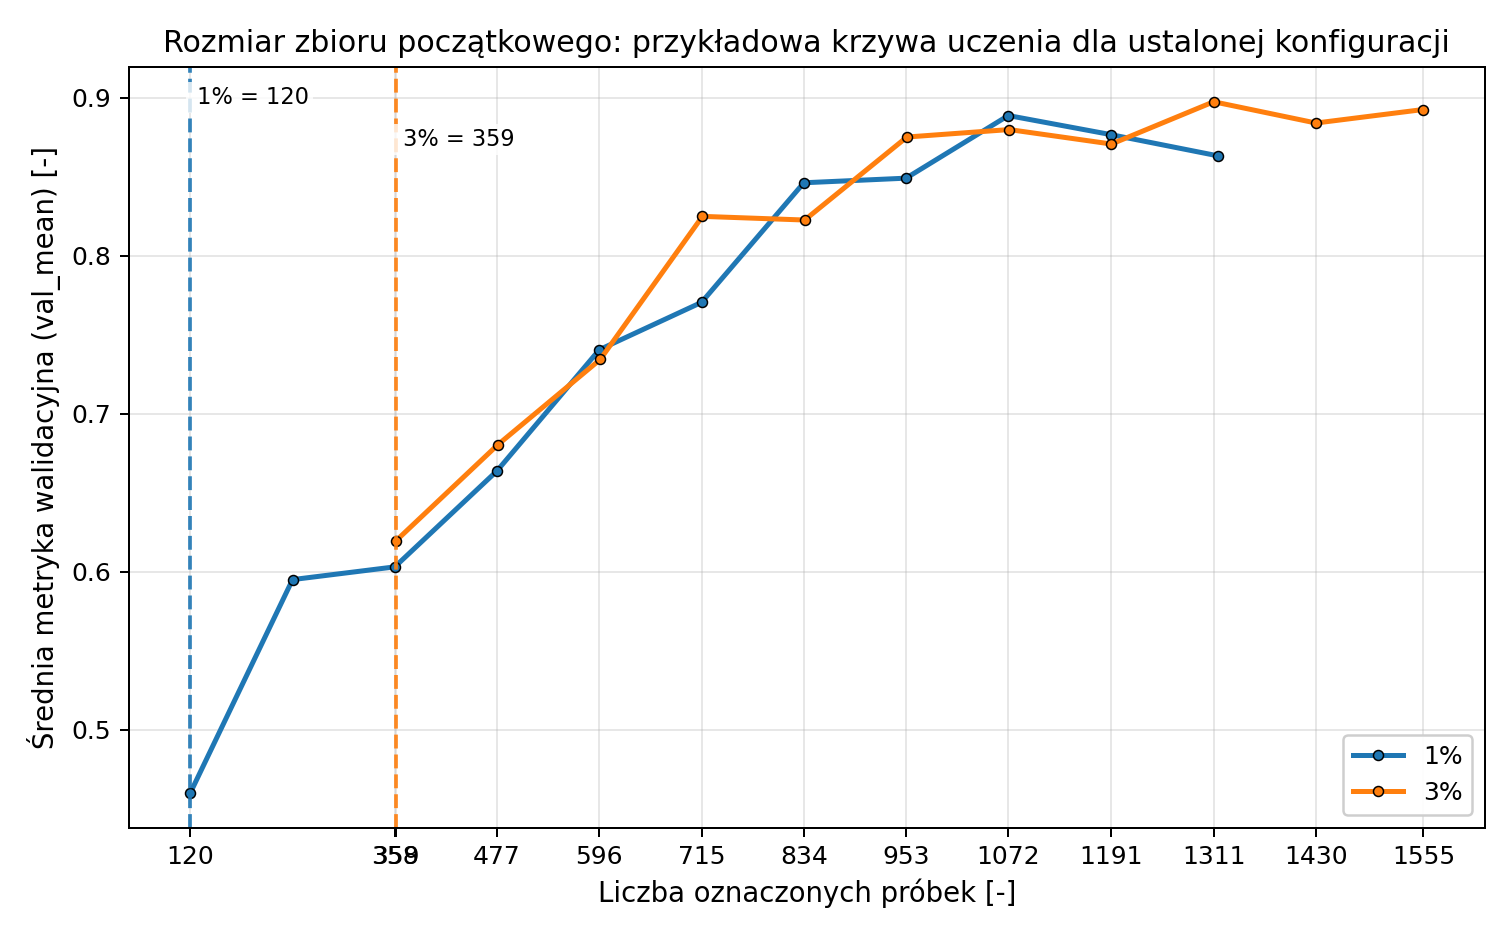 Rozmiar zbioru początkowego: przykładowa krzywa uczenia dla ustalonej konfiguracji
Średnia metryka walidacyjna (val_mean) [-]
0.9
0.8
0.7
0.6
0.5
1% = 120
3% = 359
1%
3%
120 477 596 715 834 953 1072 1191 1311 1430 1555
Liczba oznaczonych próbek [-]